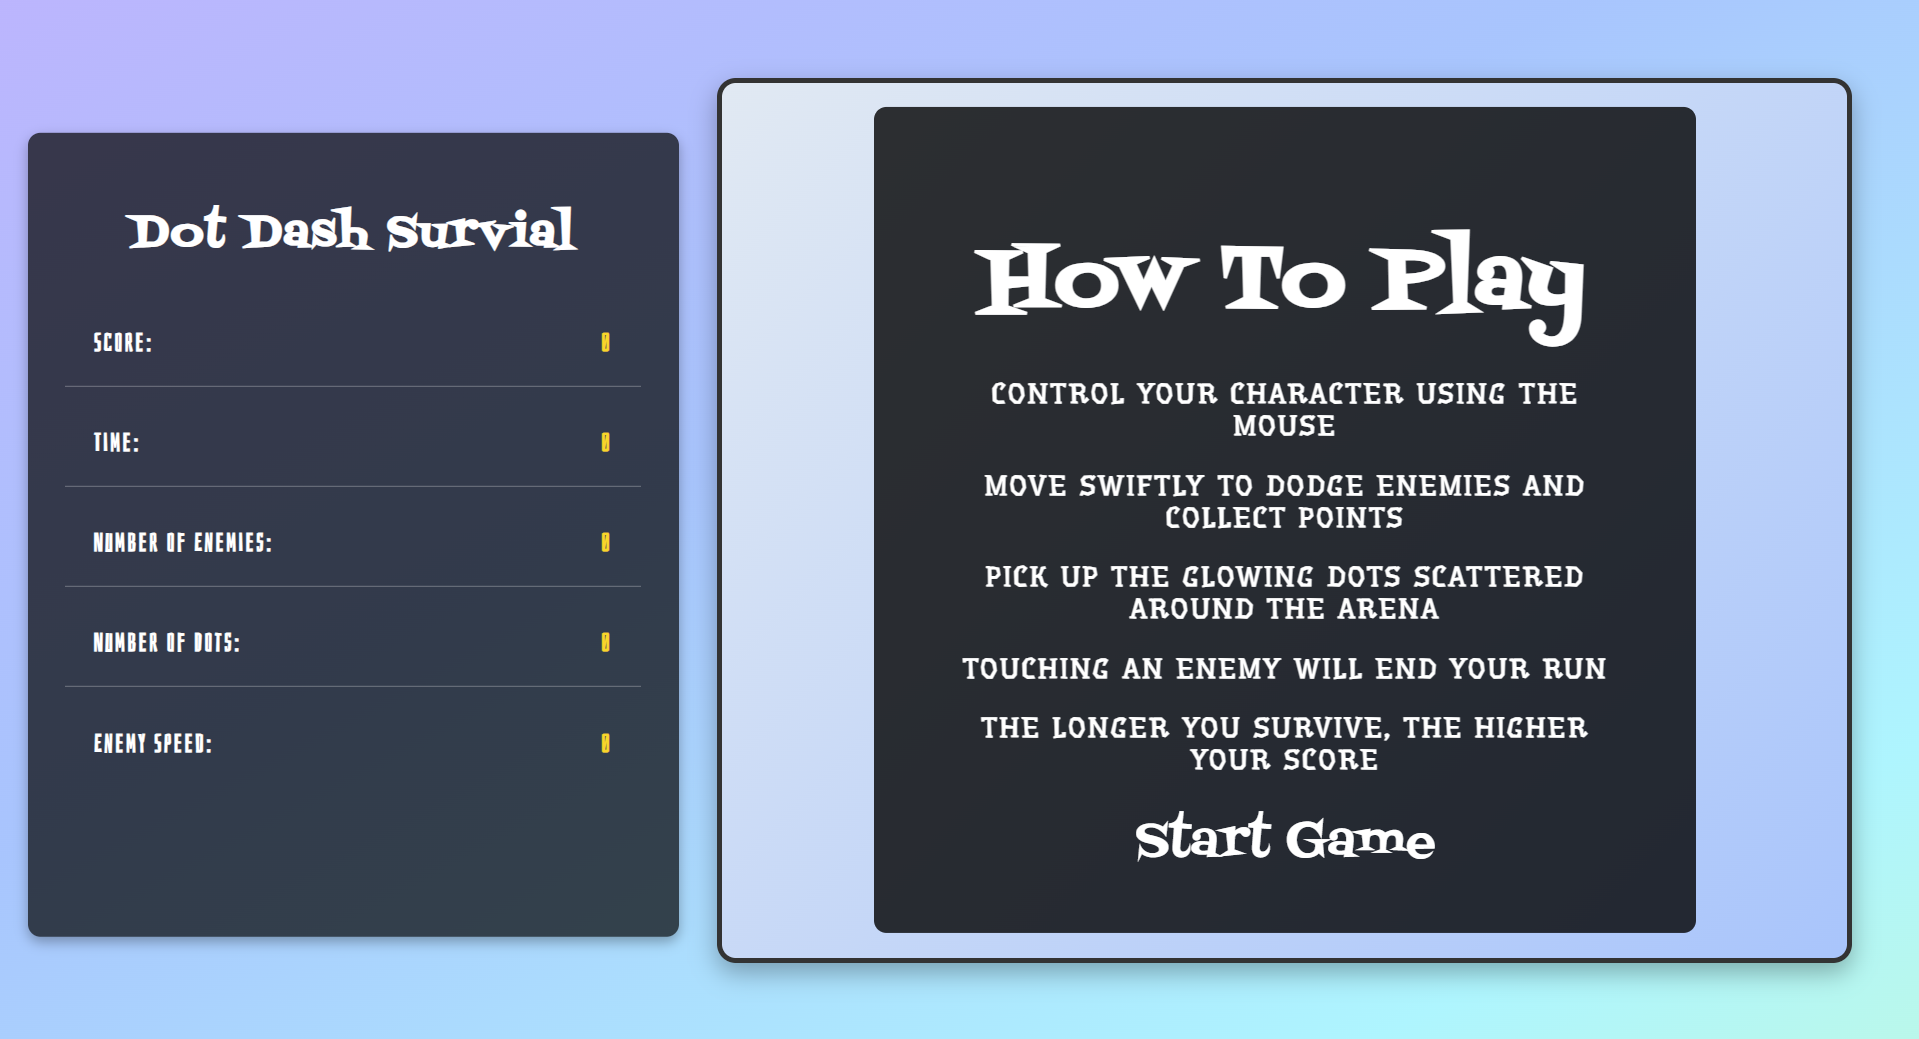 Dot Dash Survial
SCORE: 0
TIME: 0
NUMBER OF ENEMIES: 0
NUMBER OF DOTS: 0
ENEMY SPEED: 0
How To Play
CONTROL YOUR CHARACTER USING THE
MOUSE
MOVE SWIFTLY TO DODGE ENEMIES AND
COLLECT POINTS
PICK UP THE GLOWING DOTS SCATTERED
AROUND THE ARENA
TOUCHING AN ENEMY WILL END YOUR RUN
THE LONGER YOU SURVIVE, THE HIGHER
YOUR SCORE
Start Game